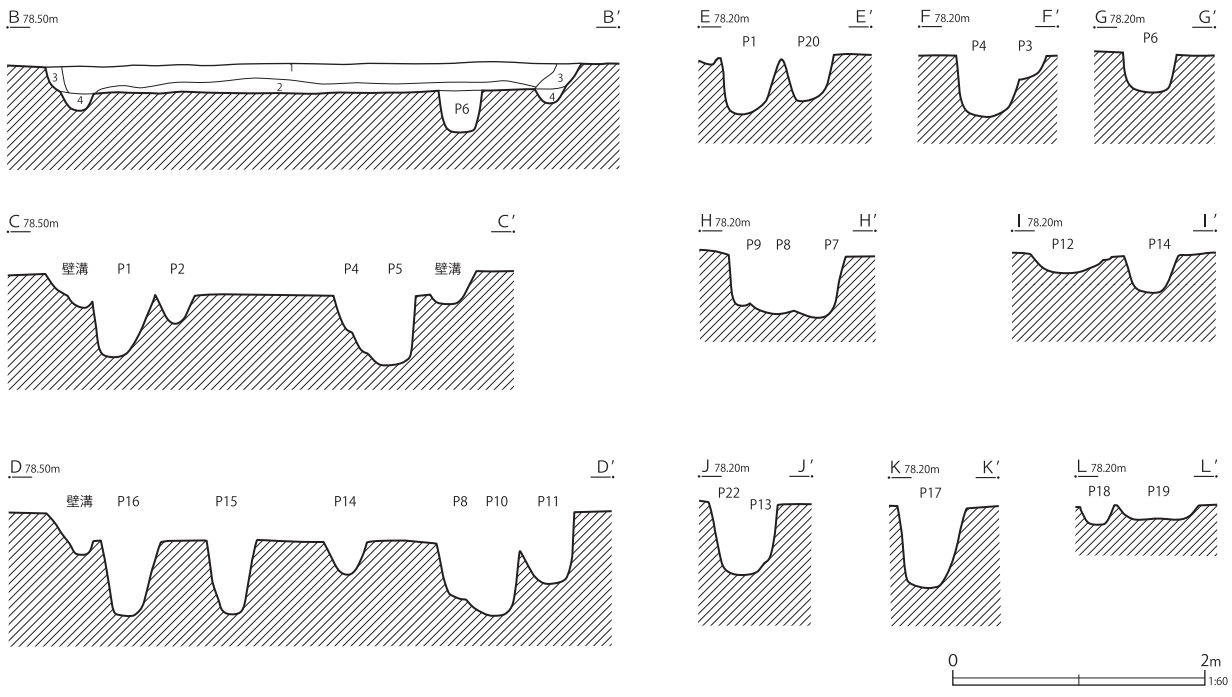 B 78.50m B′
1
3 3
2
4 4
P6
C 78.50m C′
壁溝 P1 P2 P4 P5 壁溝
D 78.50m D′
壁溝 P16 P15 P14 P8 P10 P11
E 78.20m E′
P1 P20
F 78.20m F′
P4 P3
G 78.20m G′
P6
H 78.20m H′
P9 P8 P7
I 78.20m I′
P12 P14
J 78.20m J′
P22 P13
K 78.20m K′
P17
L 78.20m L′
P18 P19
0 2m
1:60